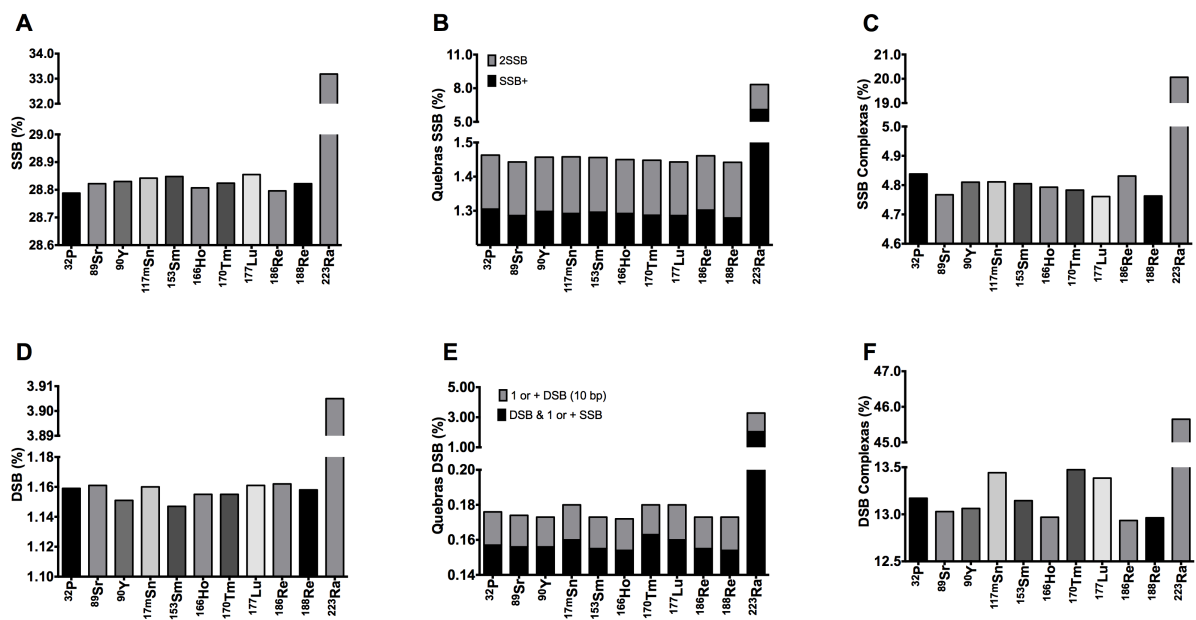 A
SSB (%)
34.0
33.0
32.0
29.0
28.9
28.8
28.7
28.6
32P
89Sr
90Y
117mSn
153Sm
166Ho
170Tm
177Lu
186Re
188Re
223Ra
B
Quebras SSB (%)
11.0
8.0
5.0
1.5
1.4
1.3
2SSB
SSB+
32P
89Sr
90Y
117mSn
153Sm
166Ho
170Tm
177Lu
186Re
188Re
223Ra
C
SSB Complexas (%)
21.0
20.0
19.0
5.0
4.9
4.8
4.7
4.6
32P
89Sr
90Y
117mSn
153Sm
166Ho
170Tm
177Lu
186Re
188Re
223Ra
D
DSB (%)
3.91
3.90
3.89
1.18
1.16
1.14
1.12
1.10
32P
89Sr
90Y
17mSn
153Sm
166Ho
170Tm
177Lu
186Re
188Re
223Ra
E
Quebras DSB (%)
5.00
3.00
1.00
0.20
0.18
0.16
0.14
1 or + DSB (10 bp)
DSB & 1 or + SSB
32P
89Sr
90Y
17mSn
153Sm
166Ho
170Tm
177Lu
186Re
188Re
223Ra
F
DSB Complexas (%)
47.0
46.0
45.0
13.5
13.0
12.5
32P
89Sr
90Y
117mSn
153Sm
166Ho
170Tm
177Lu
186Re
188Re
223Ra